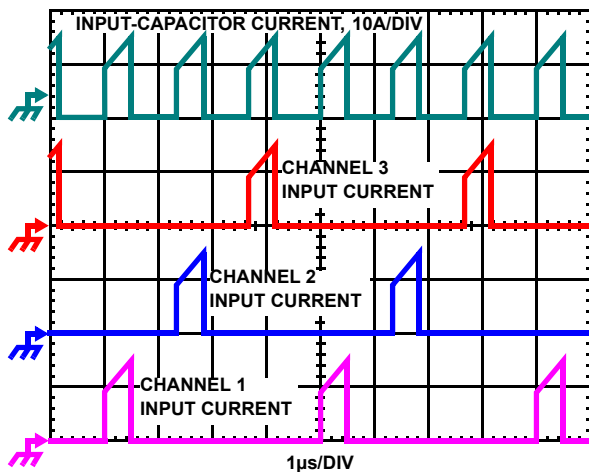 INPUT-CAPACITOR CURRENT, 10A/DIV
CHANNEL 3
INPUT CURRENT
CHANNEL 2
INPUT CURRENT
CHANNEL 1
INPUT CURRENT
1µs/DIV